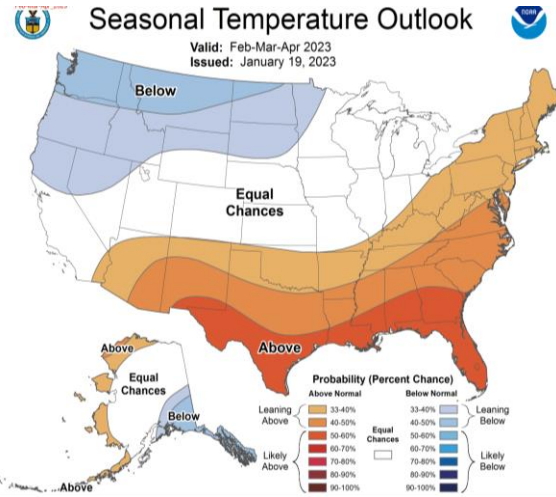 Seasonal Temperature Outlook
Valid: Feb-Mar-Apr 2023
Issued: January 19, 2023
NOAA
Below
Equal
Chances
Above
Above
Equal
Chances
Below
Above
Probability (Percent Chance)
Above Normal
Below Normal
Leaning
Above
33-40%
40-50%
Likely
Above
50-60%
60-70%
70-80%
80-90%
90-100%
Equal
Chances
33-40%
40-50%
Leaning
Below
50-60%
60-70%
70-80%
80-90%
90-100%
Likely
Below